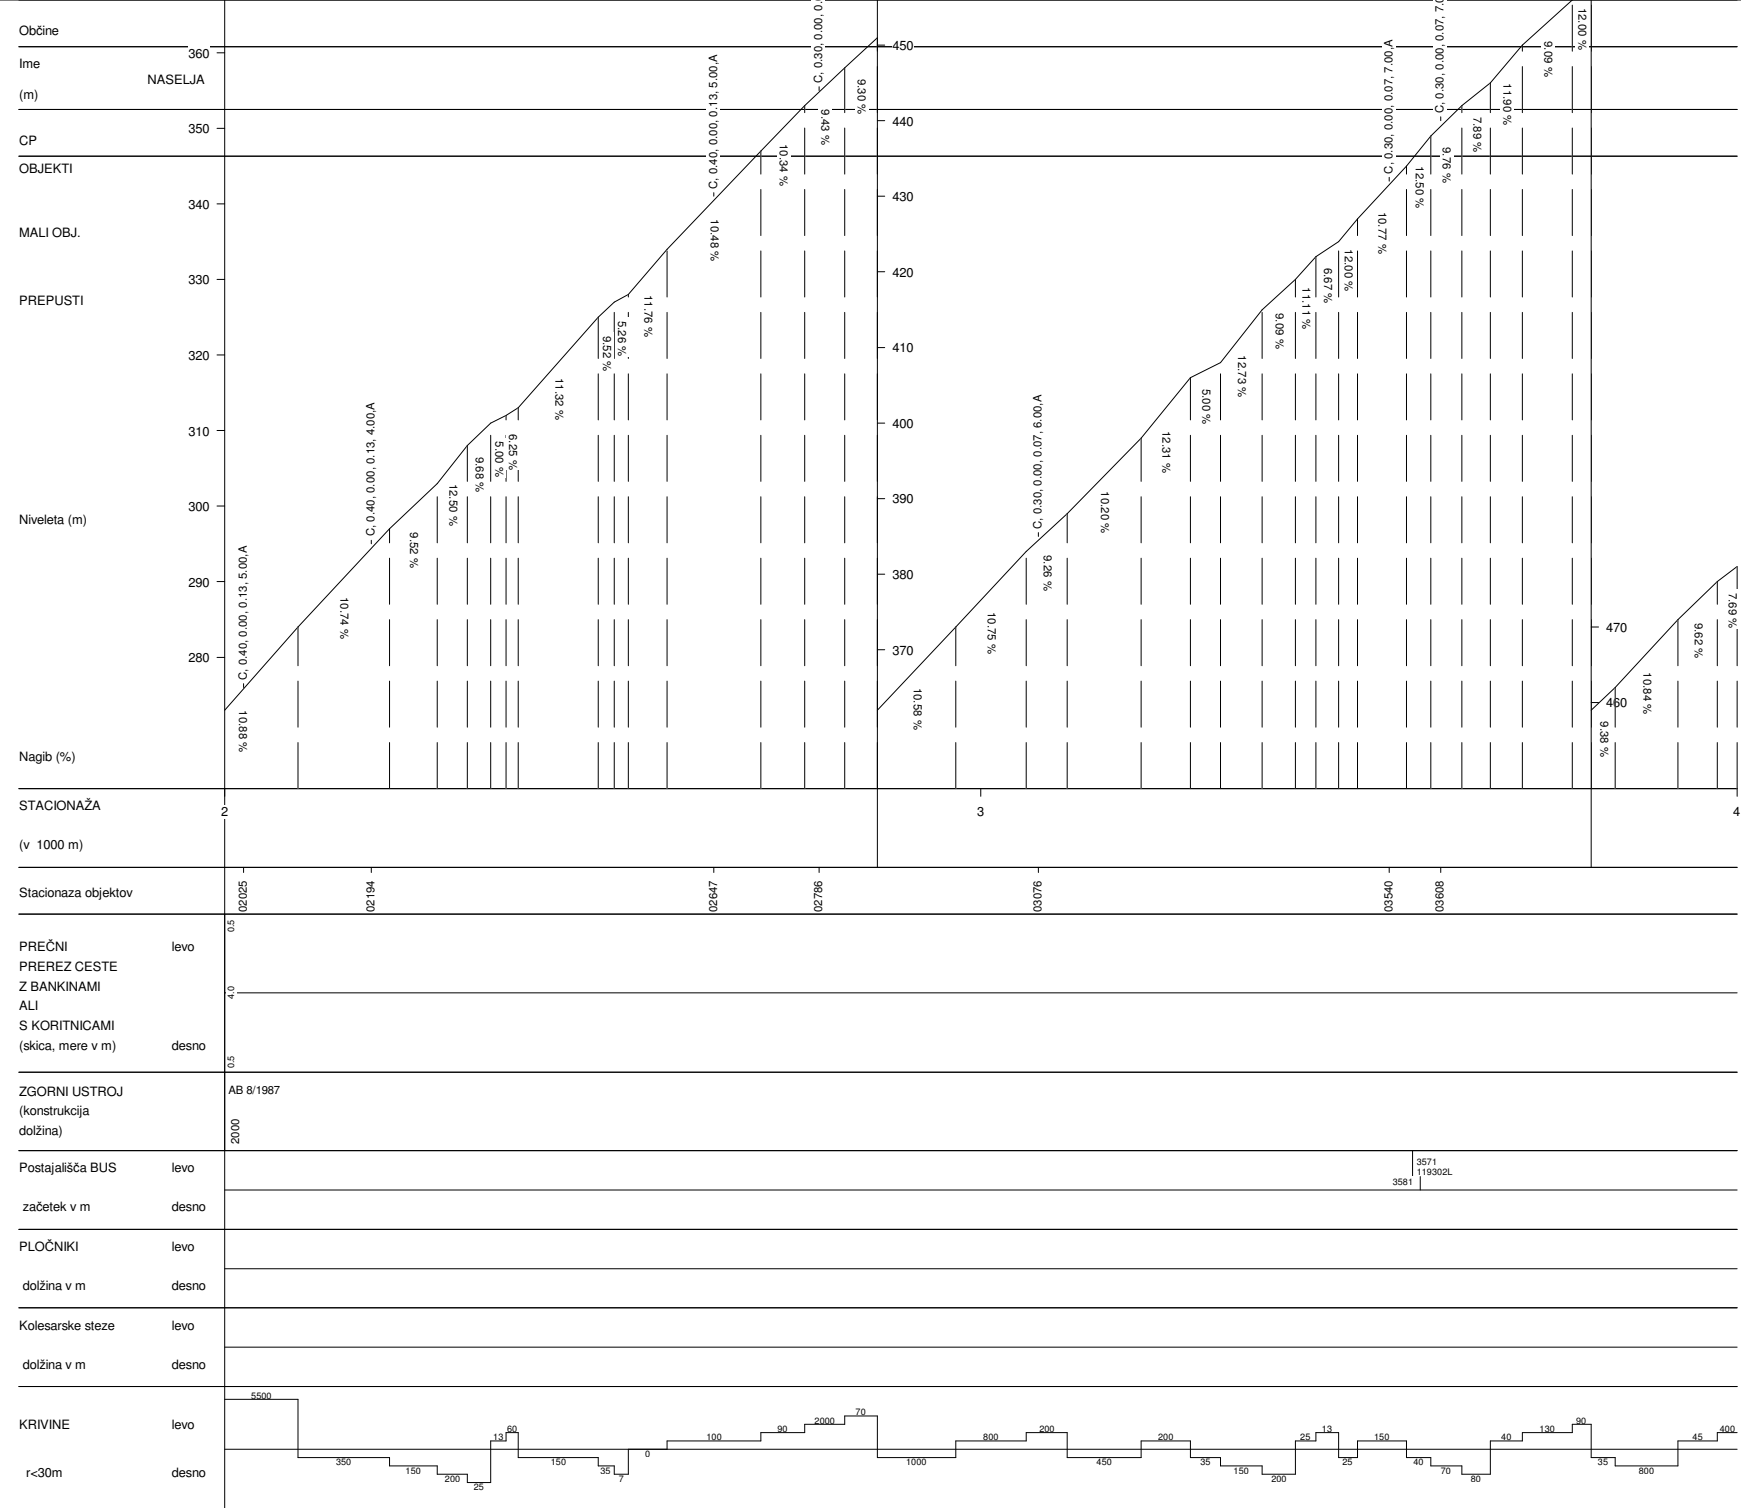 Občine
Ime
NASELJA
(m)
CP
OBJEKTI
MALI OBJ.
PREPUSTI
Niveleta (m)
Nagib (%)
360
350
340
330
320
310
300
290
280
450
440
430
420
410
400
390
380
370
470
460
C, 0.40, 0.00, 0.13, 5.00,A
C, 0.40, 0.00, 0.13, 4.00,A
C, 0.40, 0.00, 0.13, 5.00,A
C, 0.30, 0.00, 0.0
C, 0.30, 0.00, 0.07, 6.00,A
C, 0.30, 0.00, 0.07, 7.00,A
C, 0.30, 0.00, 0.07,
10.88 %
10.74 %
9.52 %
12.50 %
9.68 %
5.00 %
6.25 %
11.32 %
9.52 %
5.26 %
11.76 %
10.48 %
10.34 %
9.43 %
9.30 %
10.58 %
10.75 %
9.26 %
10.20 %
12.31 %
5.00 %
12.73 %
9.09 %
11.11 %
6.67 %
12.00 %
10.77 %
12.50 %
9.76 %
7.89 %
11.90 %
9.09 %
12.00 %
9.38 %
10.84 %
9.62 %
7.69 %
STACIONAŽA
2
3
4
(v 1000 m)
Stacionaza objektov
02025
02194
02647
02786
03076
03540
03608
PREČNI levo
PREREZ CESTE
Z BANKINAMI
ALI
S KORITNICAMI
(skica, mere v m) desno
0.5
4.0
0.5
ZGORNI USTROJ
(konstrukcija
dolžina)
AB 8/1987
2000
Postajališča BUS levo
3571
119302L
3581
začetek v m desno
PLOČNIKI levo
dolžina v m desno
Kolesarske steze levo
dolžina v m desno
KRIVINE levo
r<30m desno
5500
350
150
200
25
13
60
150
35
7
0
100
90
2000
70
1000
800
200
450
200
35
150
200
25
13
25
150
40
70
80
40
130
90
35
800
45
400